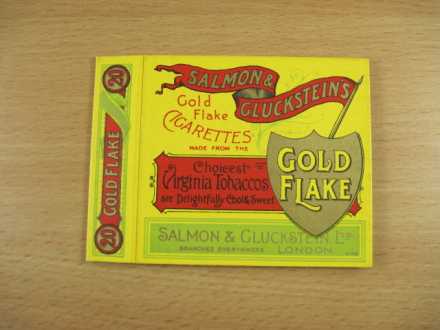 20
GOLD FLAKE
20
SALMON &
GLUCKSTEIN'S
Gold
Flake
CIGARETTES
MADE FROM THE
Choicest
Virginia Tobaccos
are Delightfully Cool & Sweet
GOLD
FLAKE
SALMON & GLUCKSTEIN LTD.
BRANCHES EVERYWHERE LONDON.